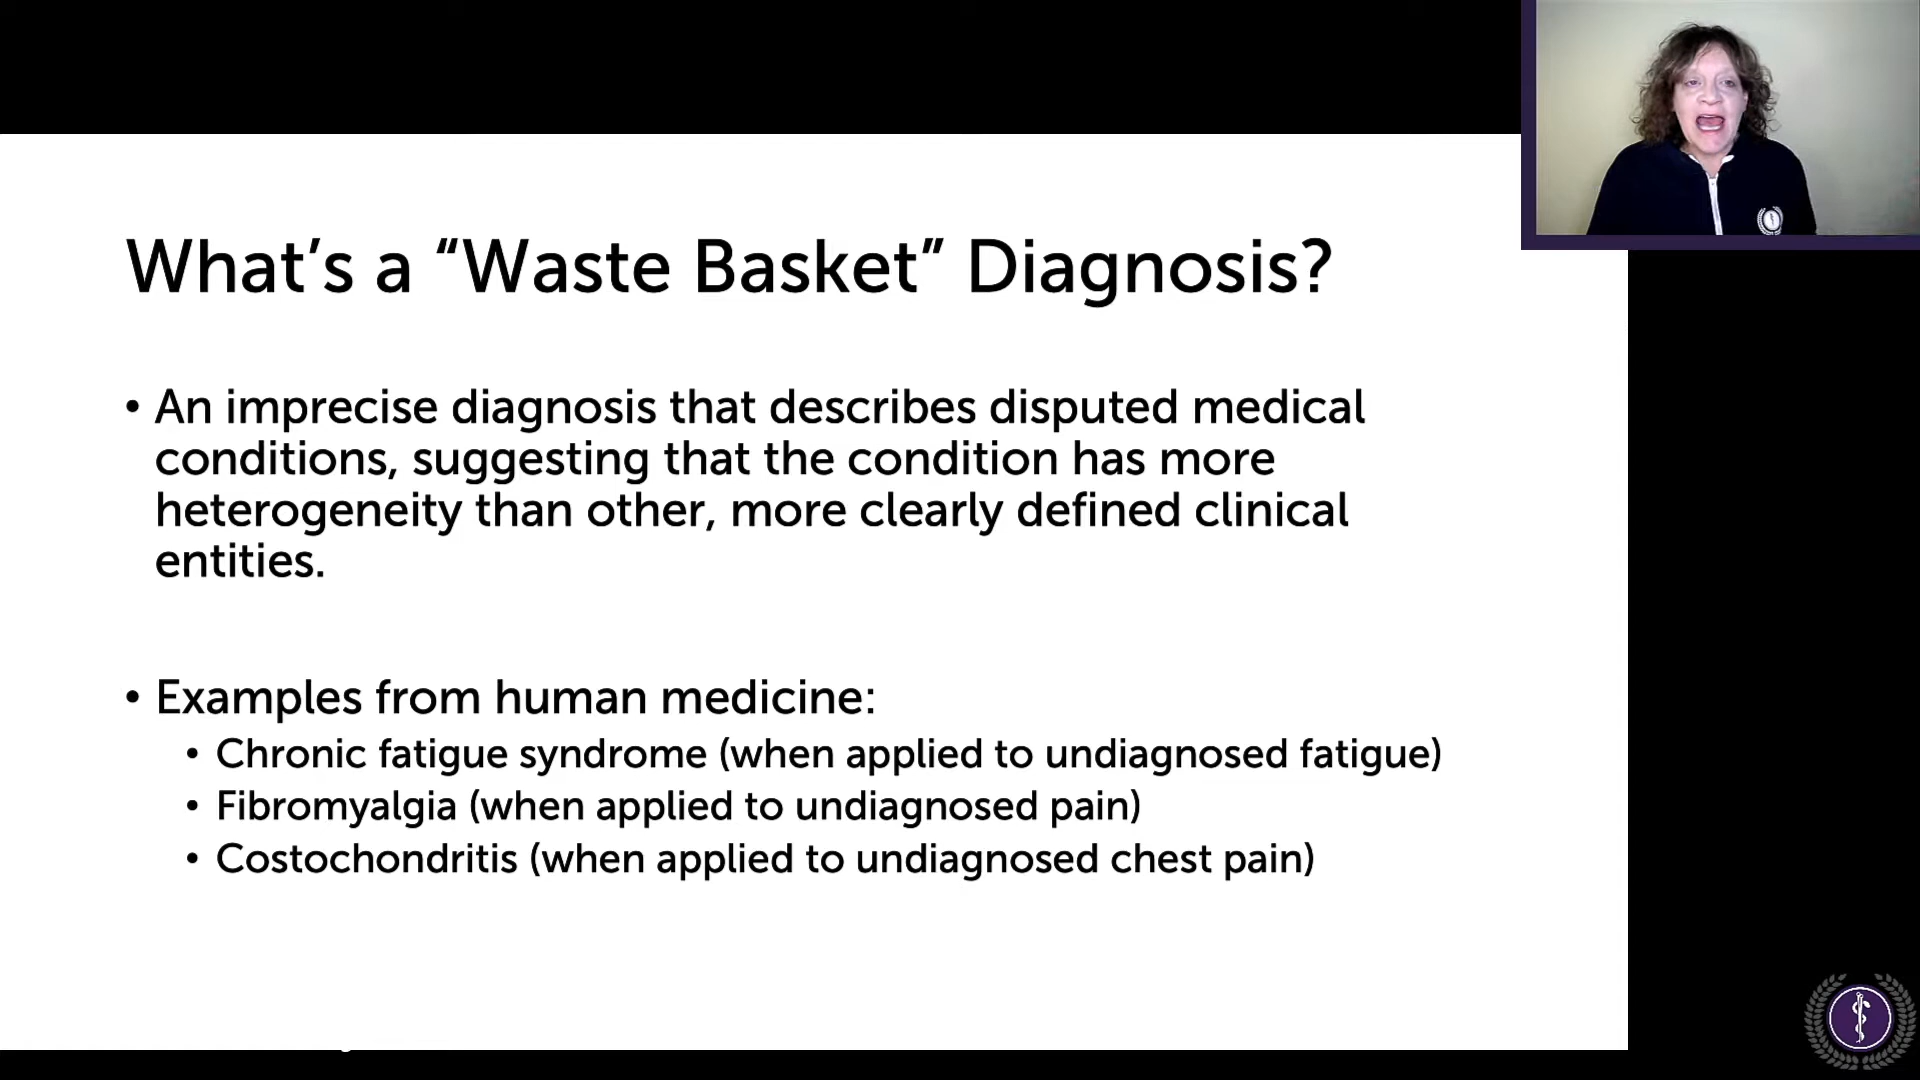 What’s a “Waste Basket” Diagnosis?
• An imprecise diagnosis that describes disputed medical
conditions, suggesting that the condition has more
heterogeneity than other, more clearly defined clinical
entities.
• Examples from human medicine:
• Chronic fatigue syndrome (when applied to undiagnosed fatigue)
• Fibromyalgia (when applied to undiagnosed pain)
• Costochondritis (when applied to undiagnosed chest pain)